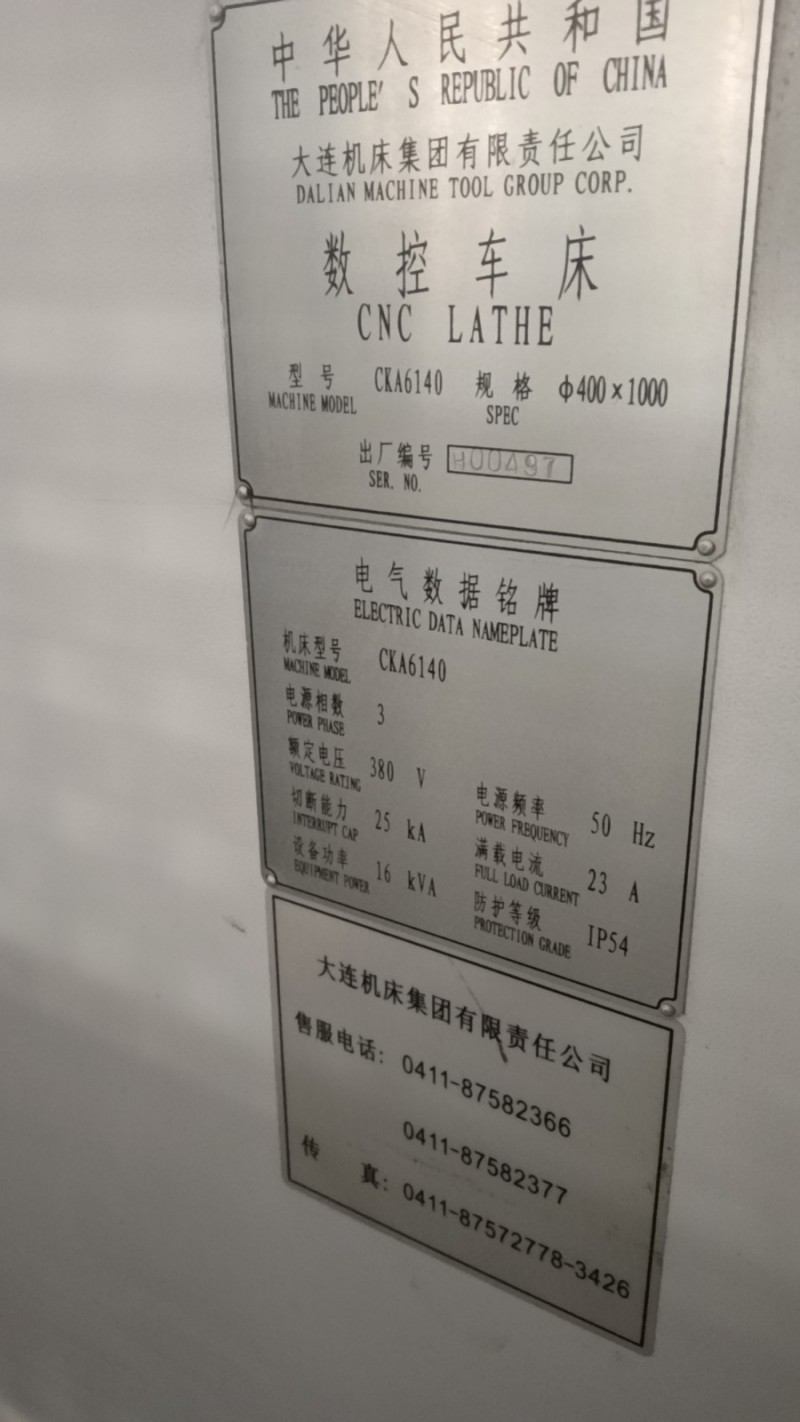 中华人民共和国
THE PEOPLE'S REPUBLIC OF CHINA
大连机床集团有限责任公司
DALIAN MACHINE TOOL GROUP CORP.
数控车床
CNC LATHE
型号 CKA6140 规格 φ400×1000
MACHINE MODEL SPEC
出厂编号 H00497
SER. NO.
电气数据铭牌
ELECTRIC DATA NAMEPLATE
机床型号 CKA6140
MACHINE MODEL
电源相数 3
POWER PHASE
额定电压 380 V
VOLTAGE RATING
电源频率 50 Hz
POWER FREQUENCY
切断能力 25 kA
INTERRUPT CAP
满载电流 23 A
FULL LOAD CURRENT
设备功率 16 kVA
EQUIPMENT POWER
防护等级 IP54
PROTECTION GRADE
大连机床集团有限责任公司
售服电话: 0411-87582366
0411-87582377
传真: 0411-87572778-3426